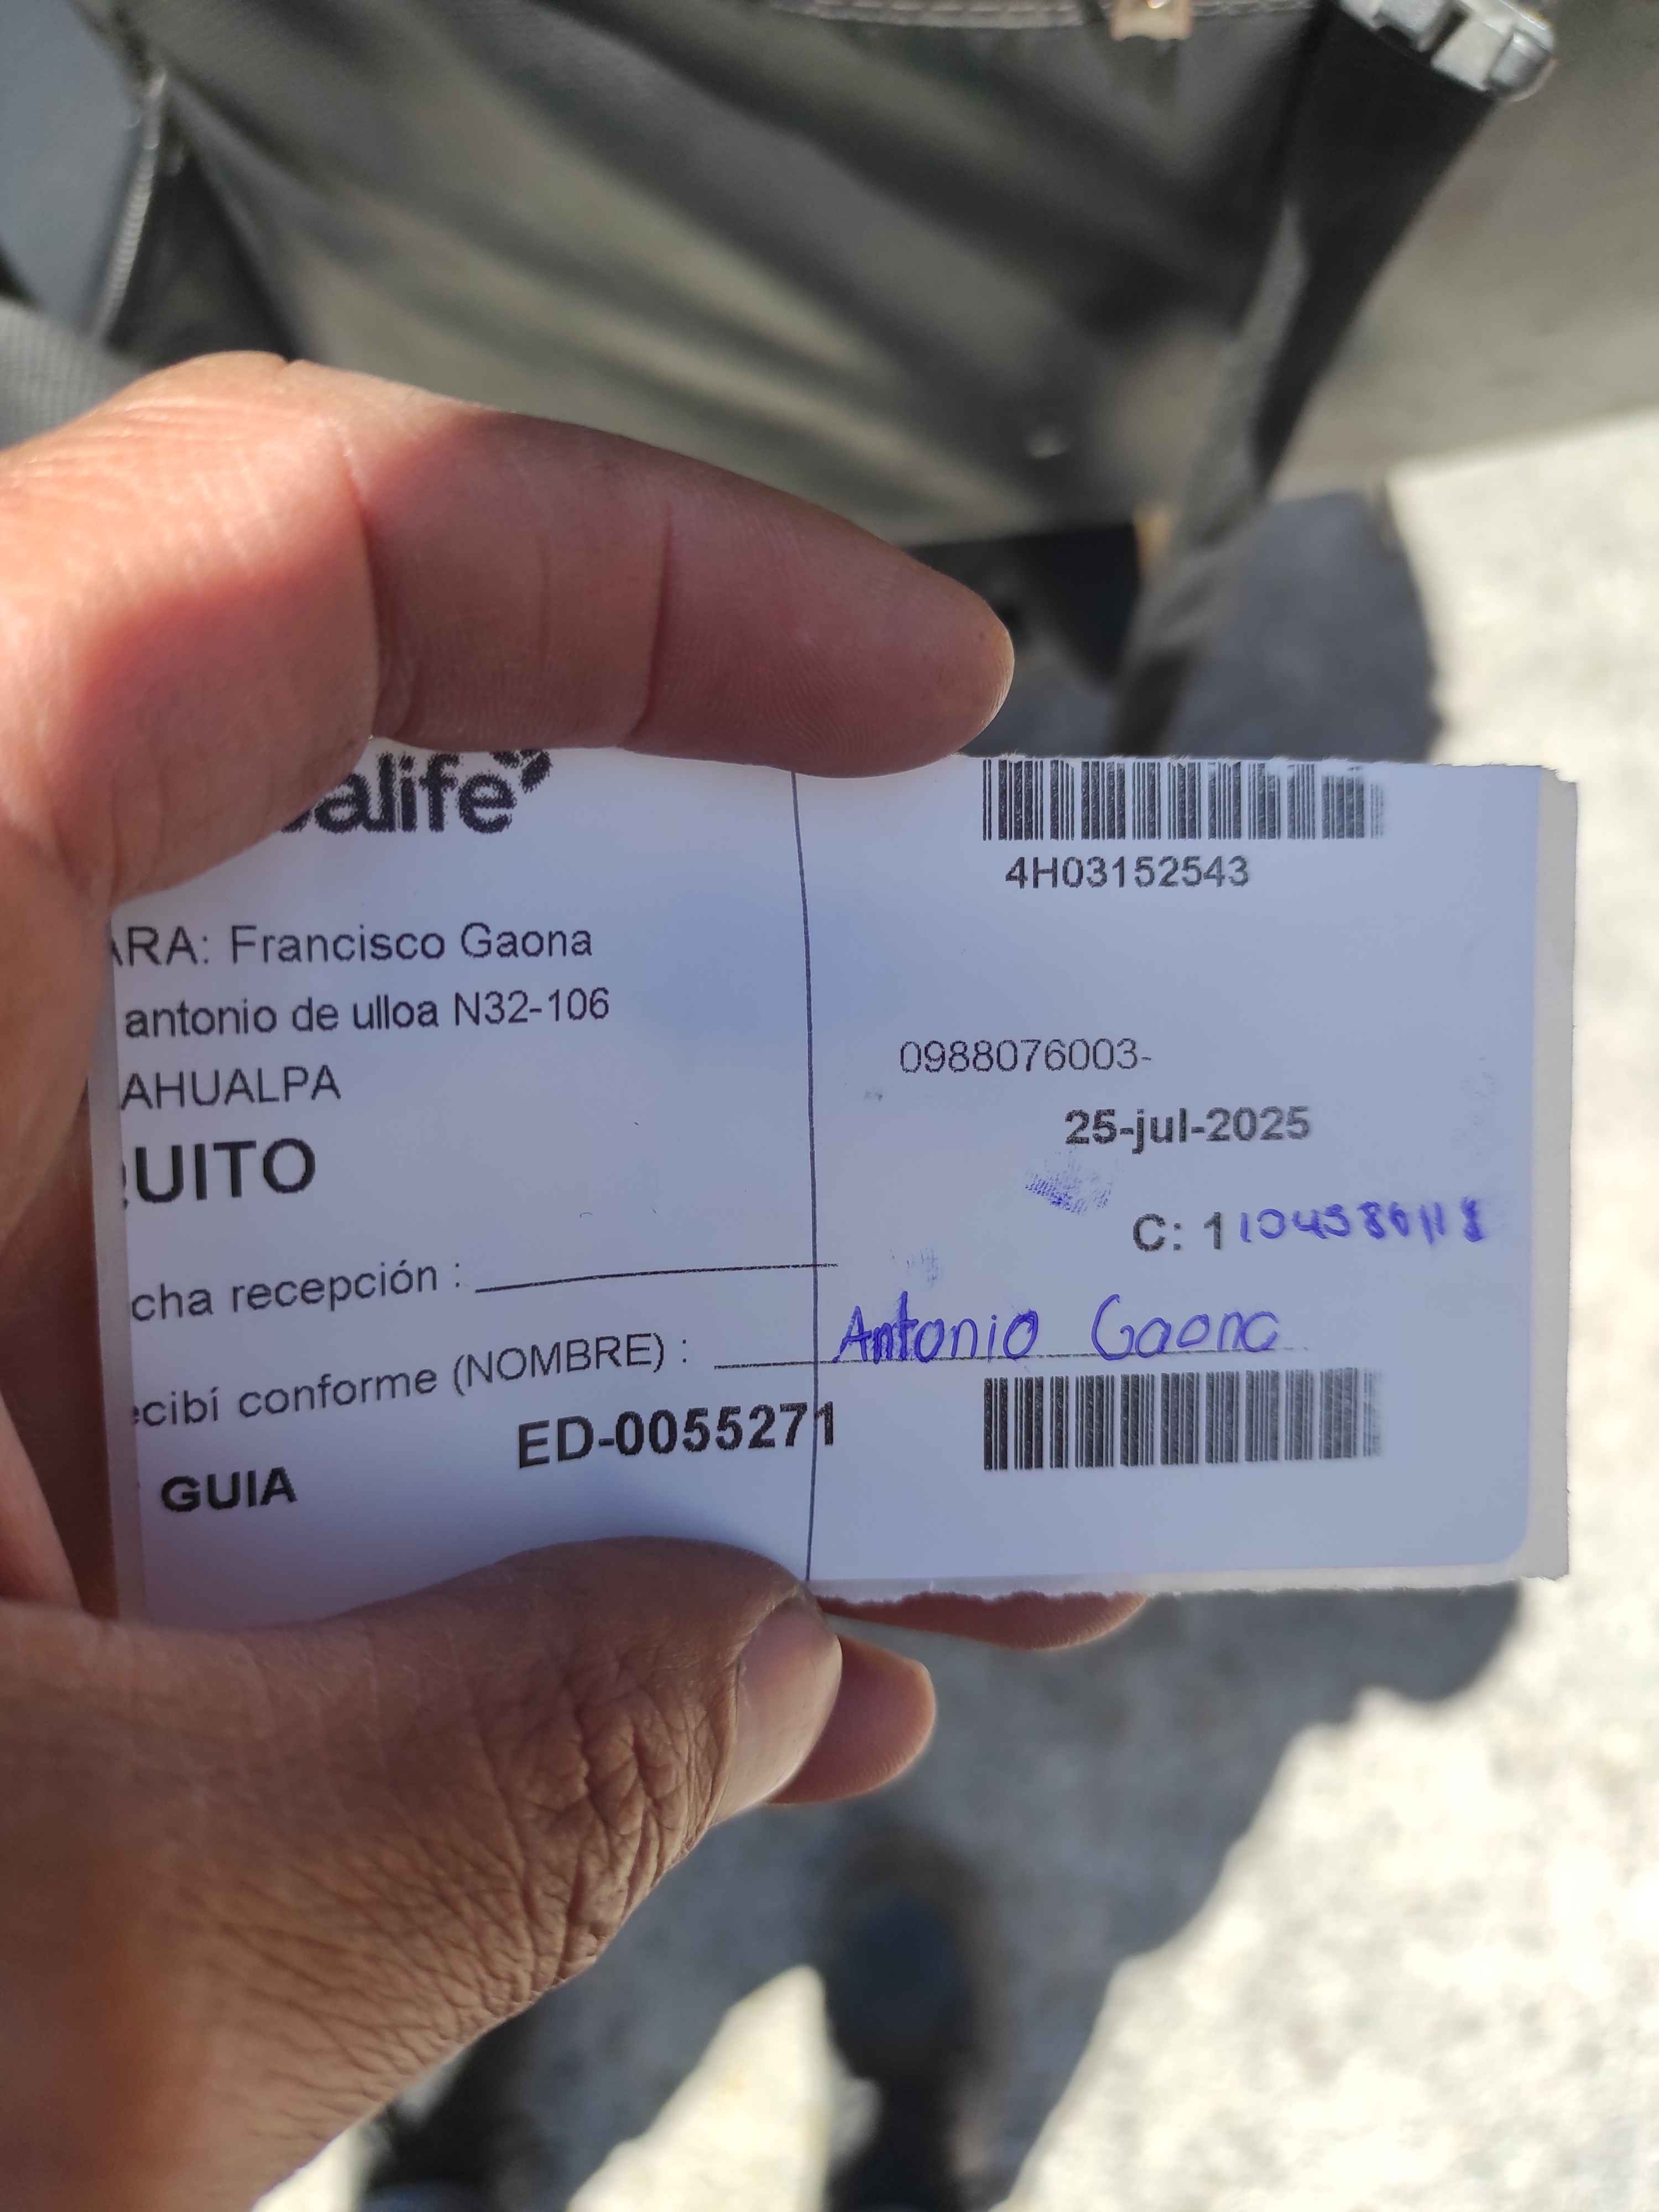 alife
ARA: Francisco Gaona
antonio de ulloa N32-106
AHUALPA
UITO
cha recepción :
cibí conforme (NOMBRE) : Antonio Gaona
ED-0055271
GUIA
4H03152543
0988076003-
25-jul-2025
C: 1